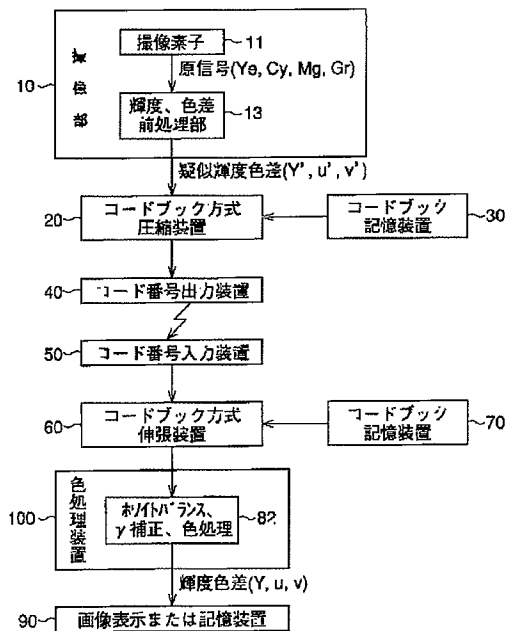 撮像素子
11
原信号(Ye, Cy, Mg, Gr)
10
撮像部
輝度、色差
前処理部
13
疑似輝度色差(Y', u', v')
20
コードブック方式
圧縮装置
コードブック
記憶装置
30
40
コード番号出力装置
50
コード番号入力装置
60
コードブック方式
伸張装置
コードブック
記憶装置
70
100
色処理装置
ホワイトバランス、
γ補正、色処理
82
輝度色差(Y, u, v)
90
画像表示または記憶装置